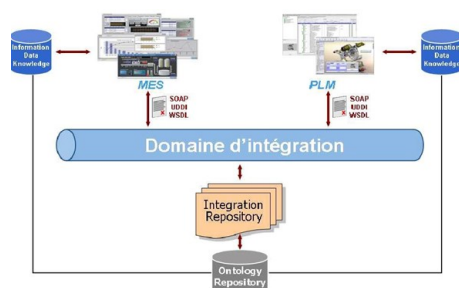 Information
Data
Knowledge
MES
PLM
Information
Data
Knowledge
SOAP
UDDI
WSDL
SOAP
UDDI
WSDL
Domaine d'intégration
Integration
Repository
Ontology
Repository